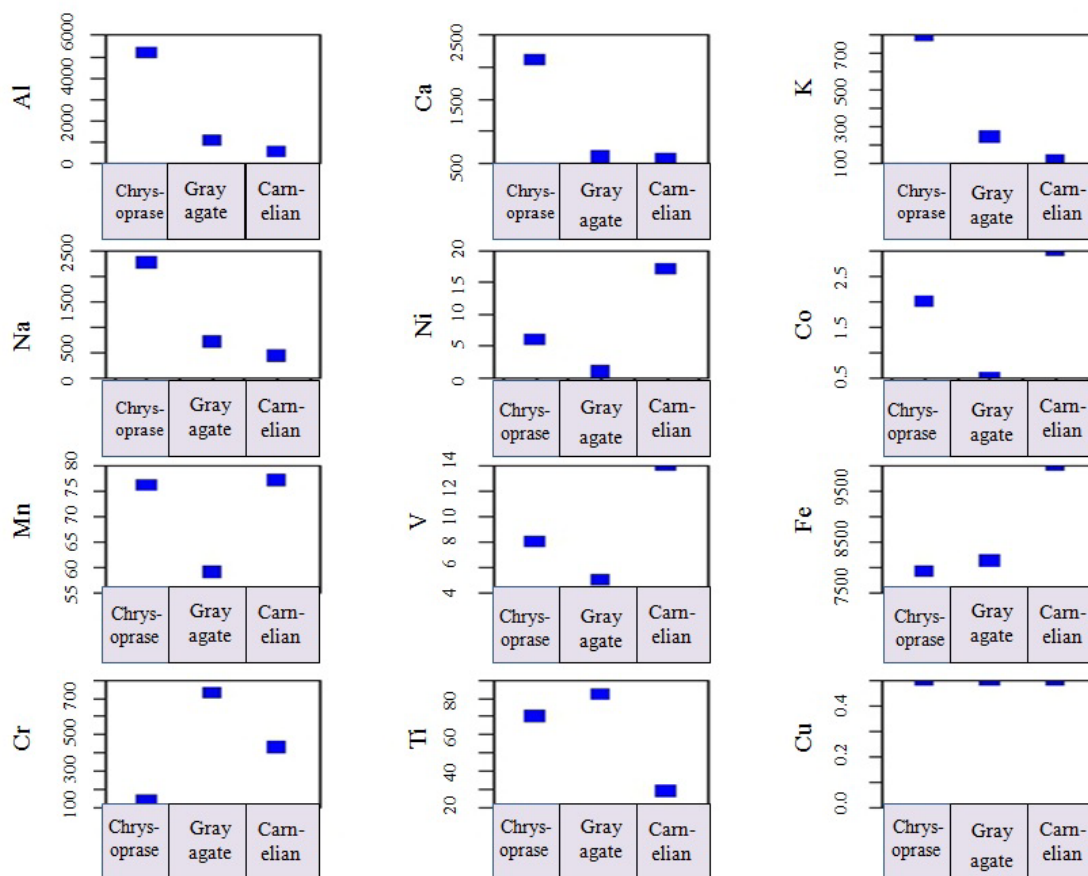 Al
6000
4000
2000
0
Chrys-
oprase
Gray
agate
Carn-
elian
Ca
2500
1500
500
Chrys-
oprase
Gray
agate
Carn-
elian
K
700
500
300
100
Chrys-
oprase
Gray
agate
Carn-
elian
Na
2500
1500
500
0
Chrys-
oprase
Gray
agate
Carn-
elian
Ni
20
15
10
5
0
Chrys-
oprase
Gray
agate
Carn-
elian
Co
2.5
1.5
0.5
Chrys-
oprase
Gray
agate
Carn-
elian
Mn
80
75
70
65
60
55
Chrys-
oprase
Gray
agate
Carn-
elian
V
14
12
10
8
6
4
Chrys-
oprase
Gray
agate
Carn-
elian
Fe
9500
8500
7500
Chrys-
oprase
Gray
agate
Carn-
elian
Cr
700
500
300
100
Chrys-
oprase
Gray
agate
Carn-
elian
Ti
80
60
40
20
Chrys-
oprase
Gray
agate
Carn-
elian
Cu
0.4
0.2
0.0
Chrys-
oprase
Gray
agate
Carn-
elian